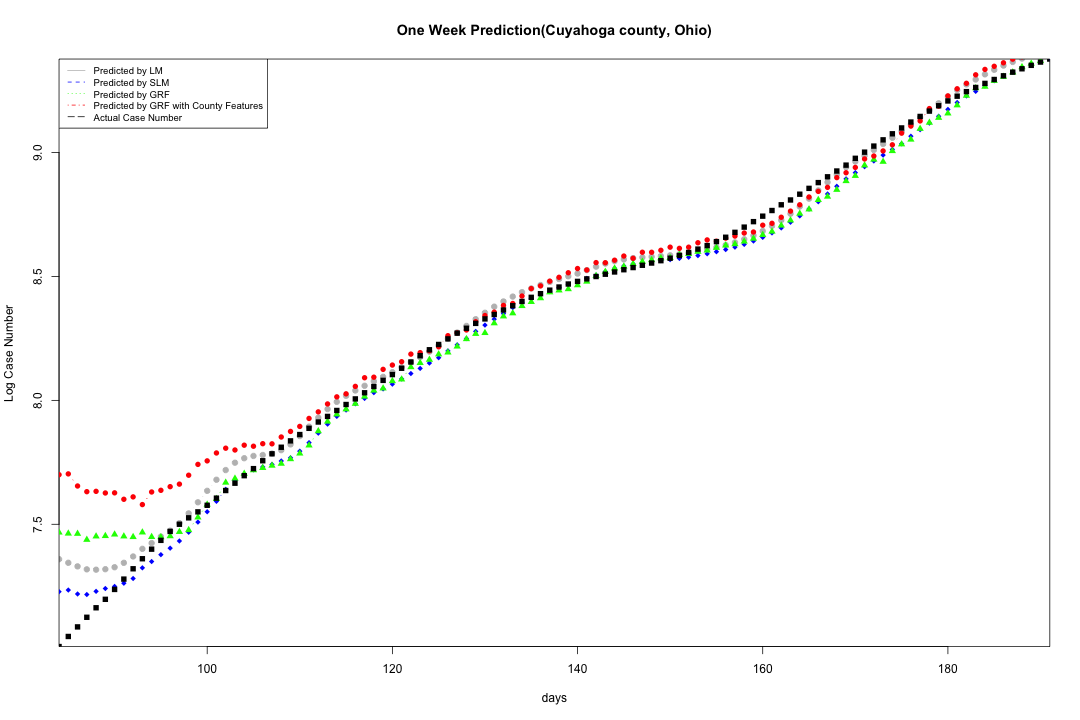 One Week Prediction(Cuyahoga county, Ohio)
Predicted by LM
Predicted by SLM
Predicted by GRF
Predicted by GRF with County Features
Actual Case Number
Log Case Number
9.0
8.5
8.0
7.5
100 120 140 160 180
days